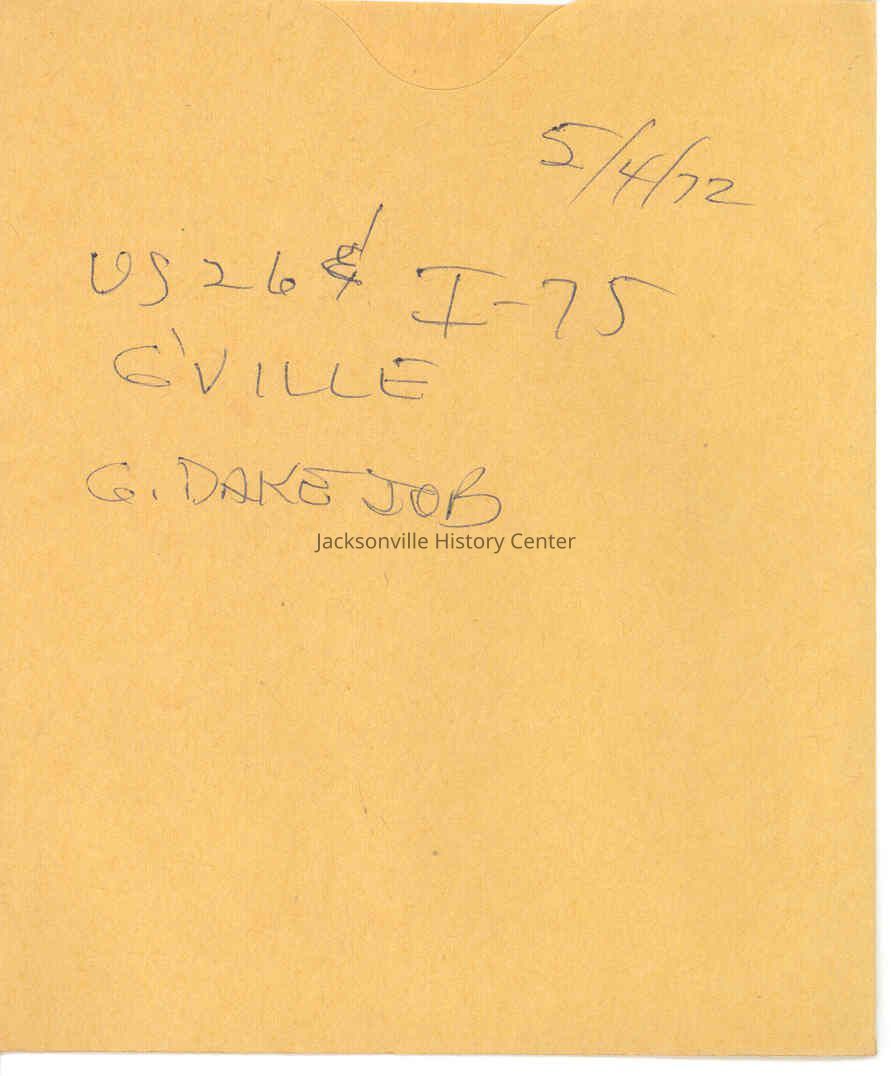 5/4/72
US 26 & I-75
G'VILLE
G. DAKE JOB
Jacksonville History Center